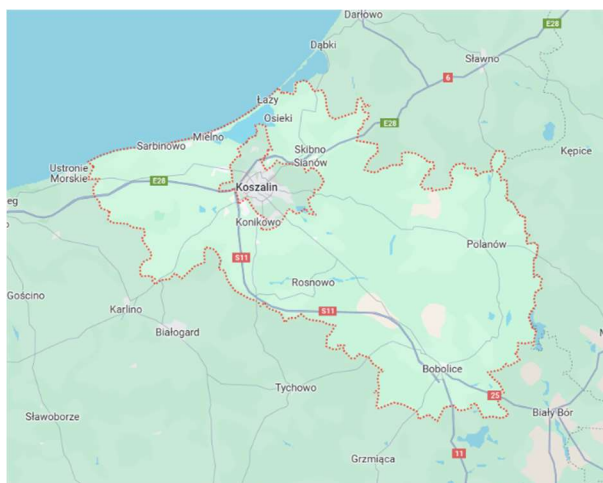 Darłowo
E28
Dąbki
Sławno
6
Łazy
Osieki
E28
Mielno
Sarbinowo
Skibno
Sianów
Kępice
Ustronie
Morskie
E28
Koszalin
eg
Konikowo
Polanów
S11
Rosnowo
Gościno
Karlino
S11
Białogard
Bobolice
Tychowo
25
Biały Bór
Sławoborze
11
Grzmiąca